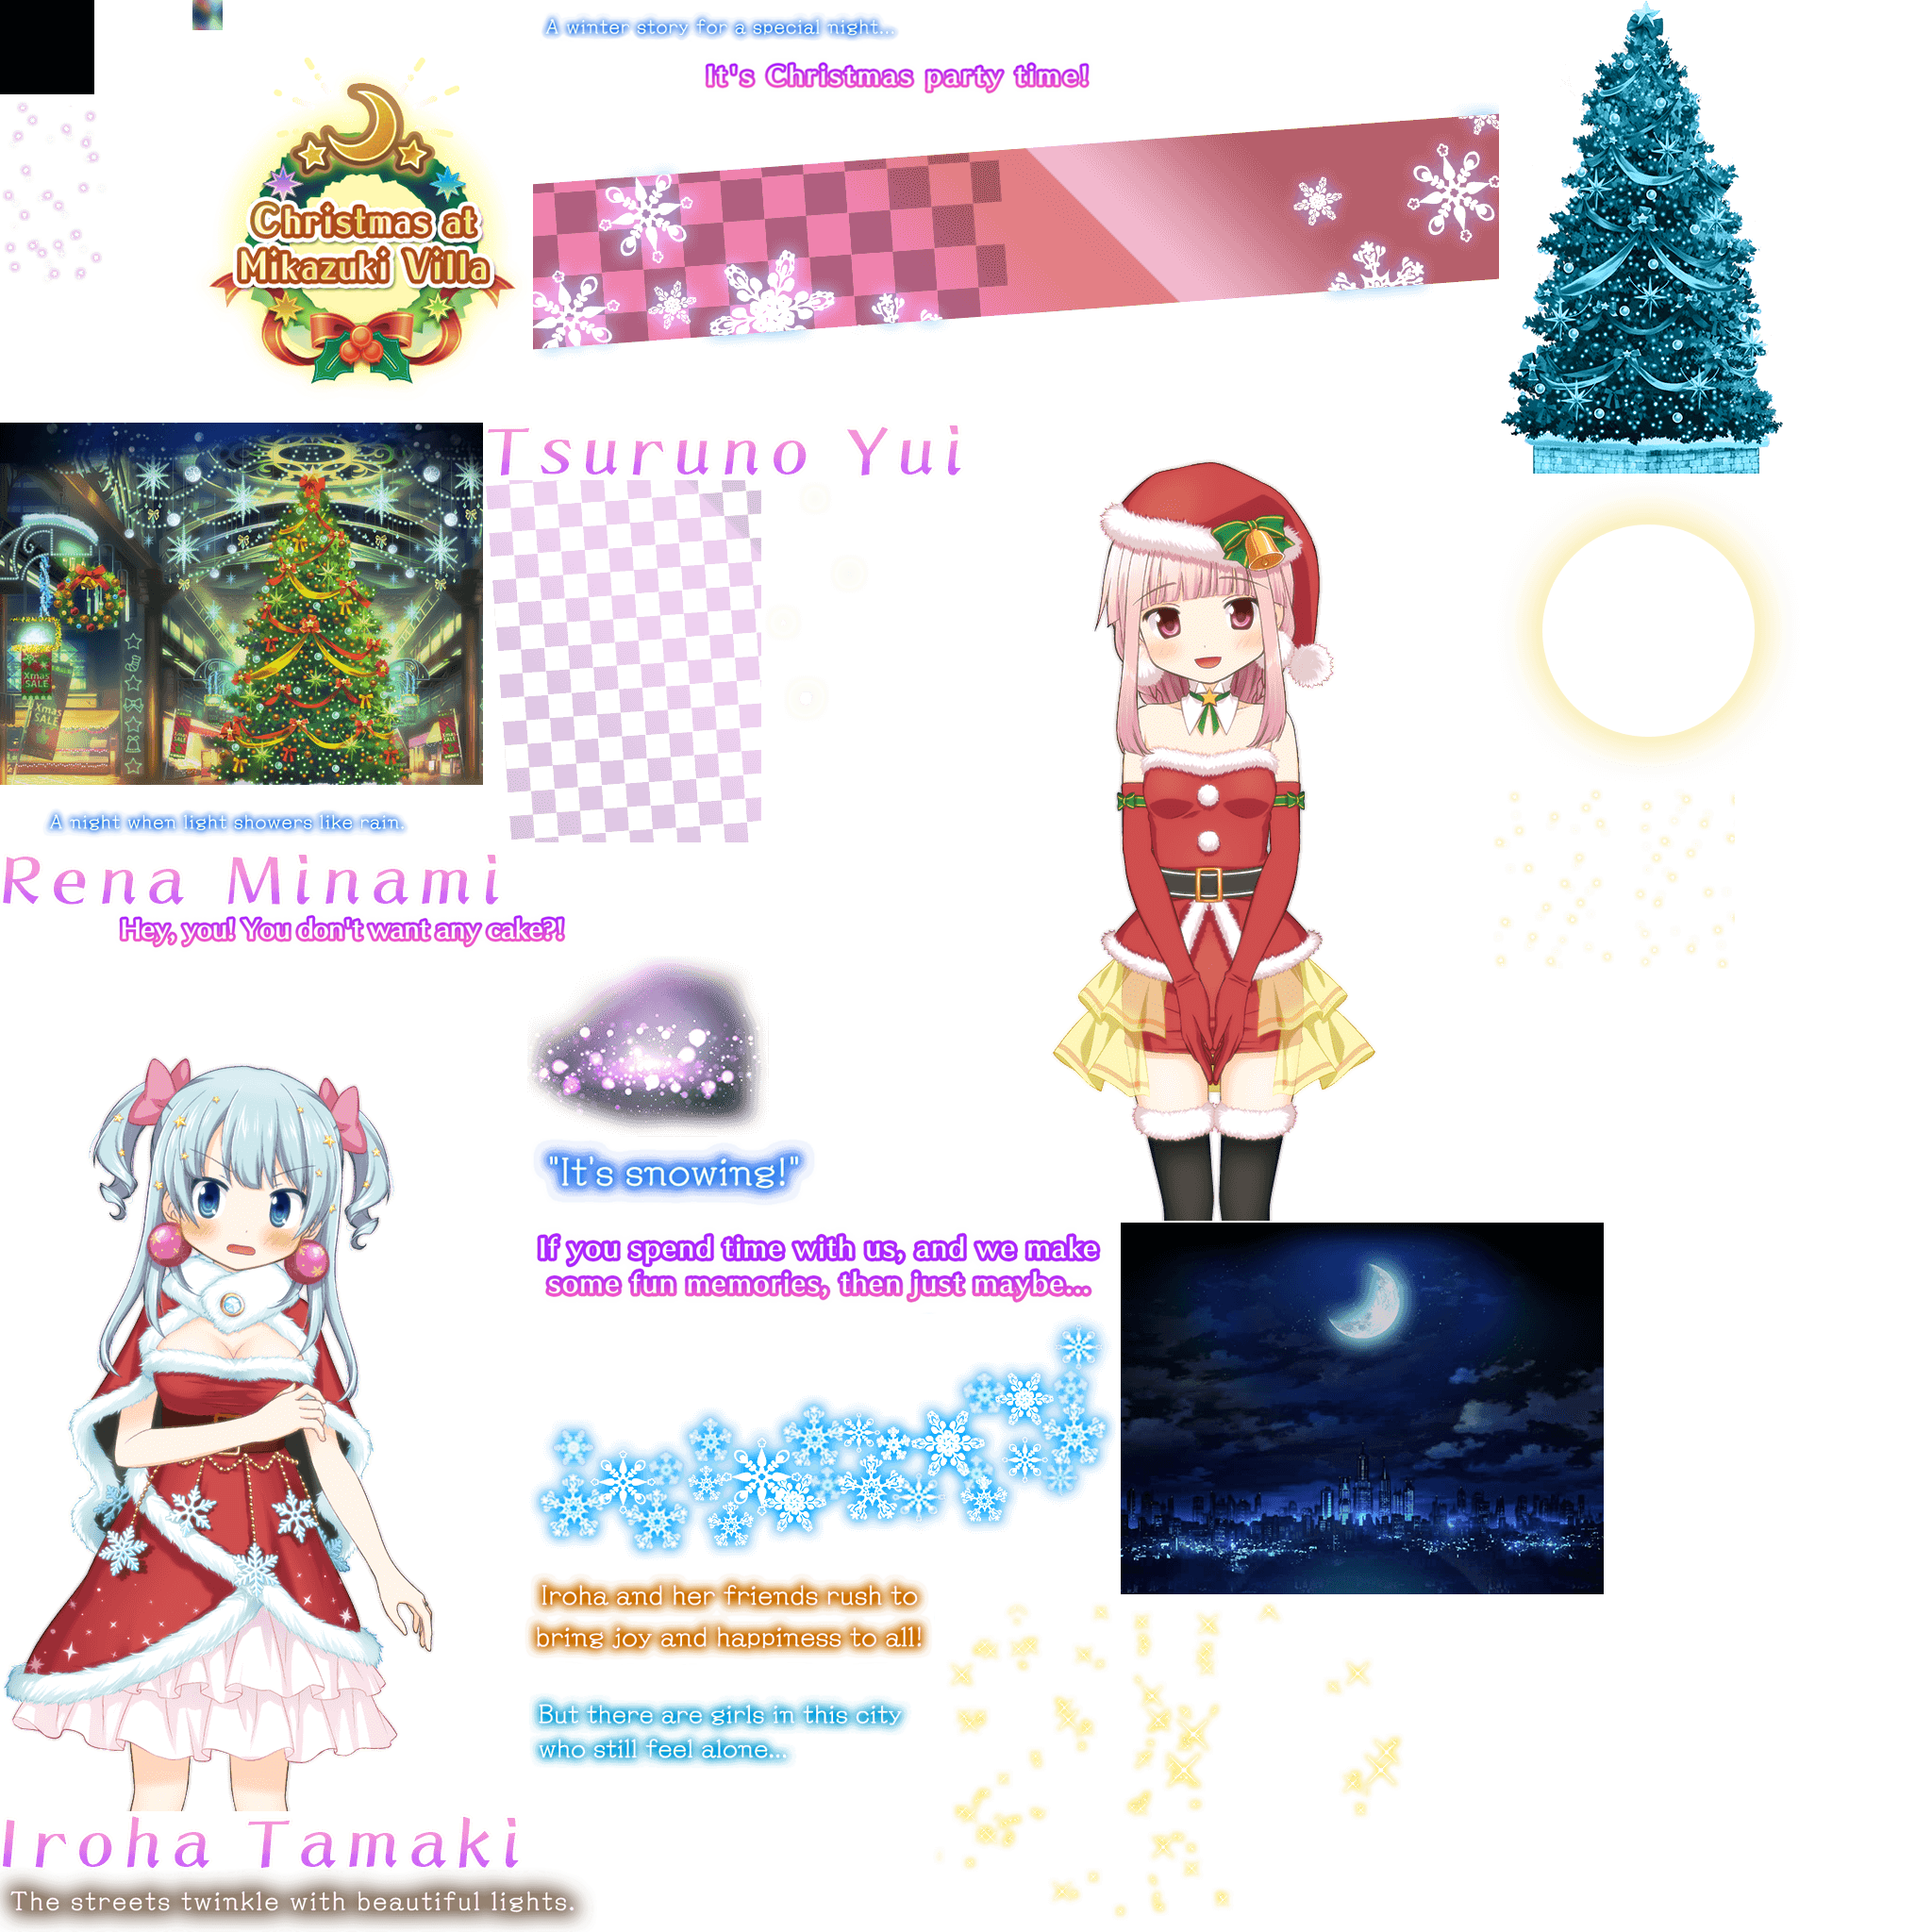 A winter story for a special night...
It's Christmas party time!
Christmas at
Mikazuki Villa
Tsuruno Yui
Xmas
SALE
Xmas
SALE
A night when light showers like rain.
Rena Minami
Hey, you! You don't want any cake?!
"It's snowing!"
If you spend time with us, and we make
some fun memories, then just maybe...
Iroha and her friends rush to
bring joy and happiness to all!
But there are girls in this city
who still feel alone...
Iroha Tamaki
The streets twinkle with beautiful lights.